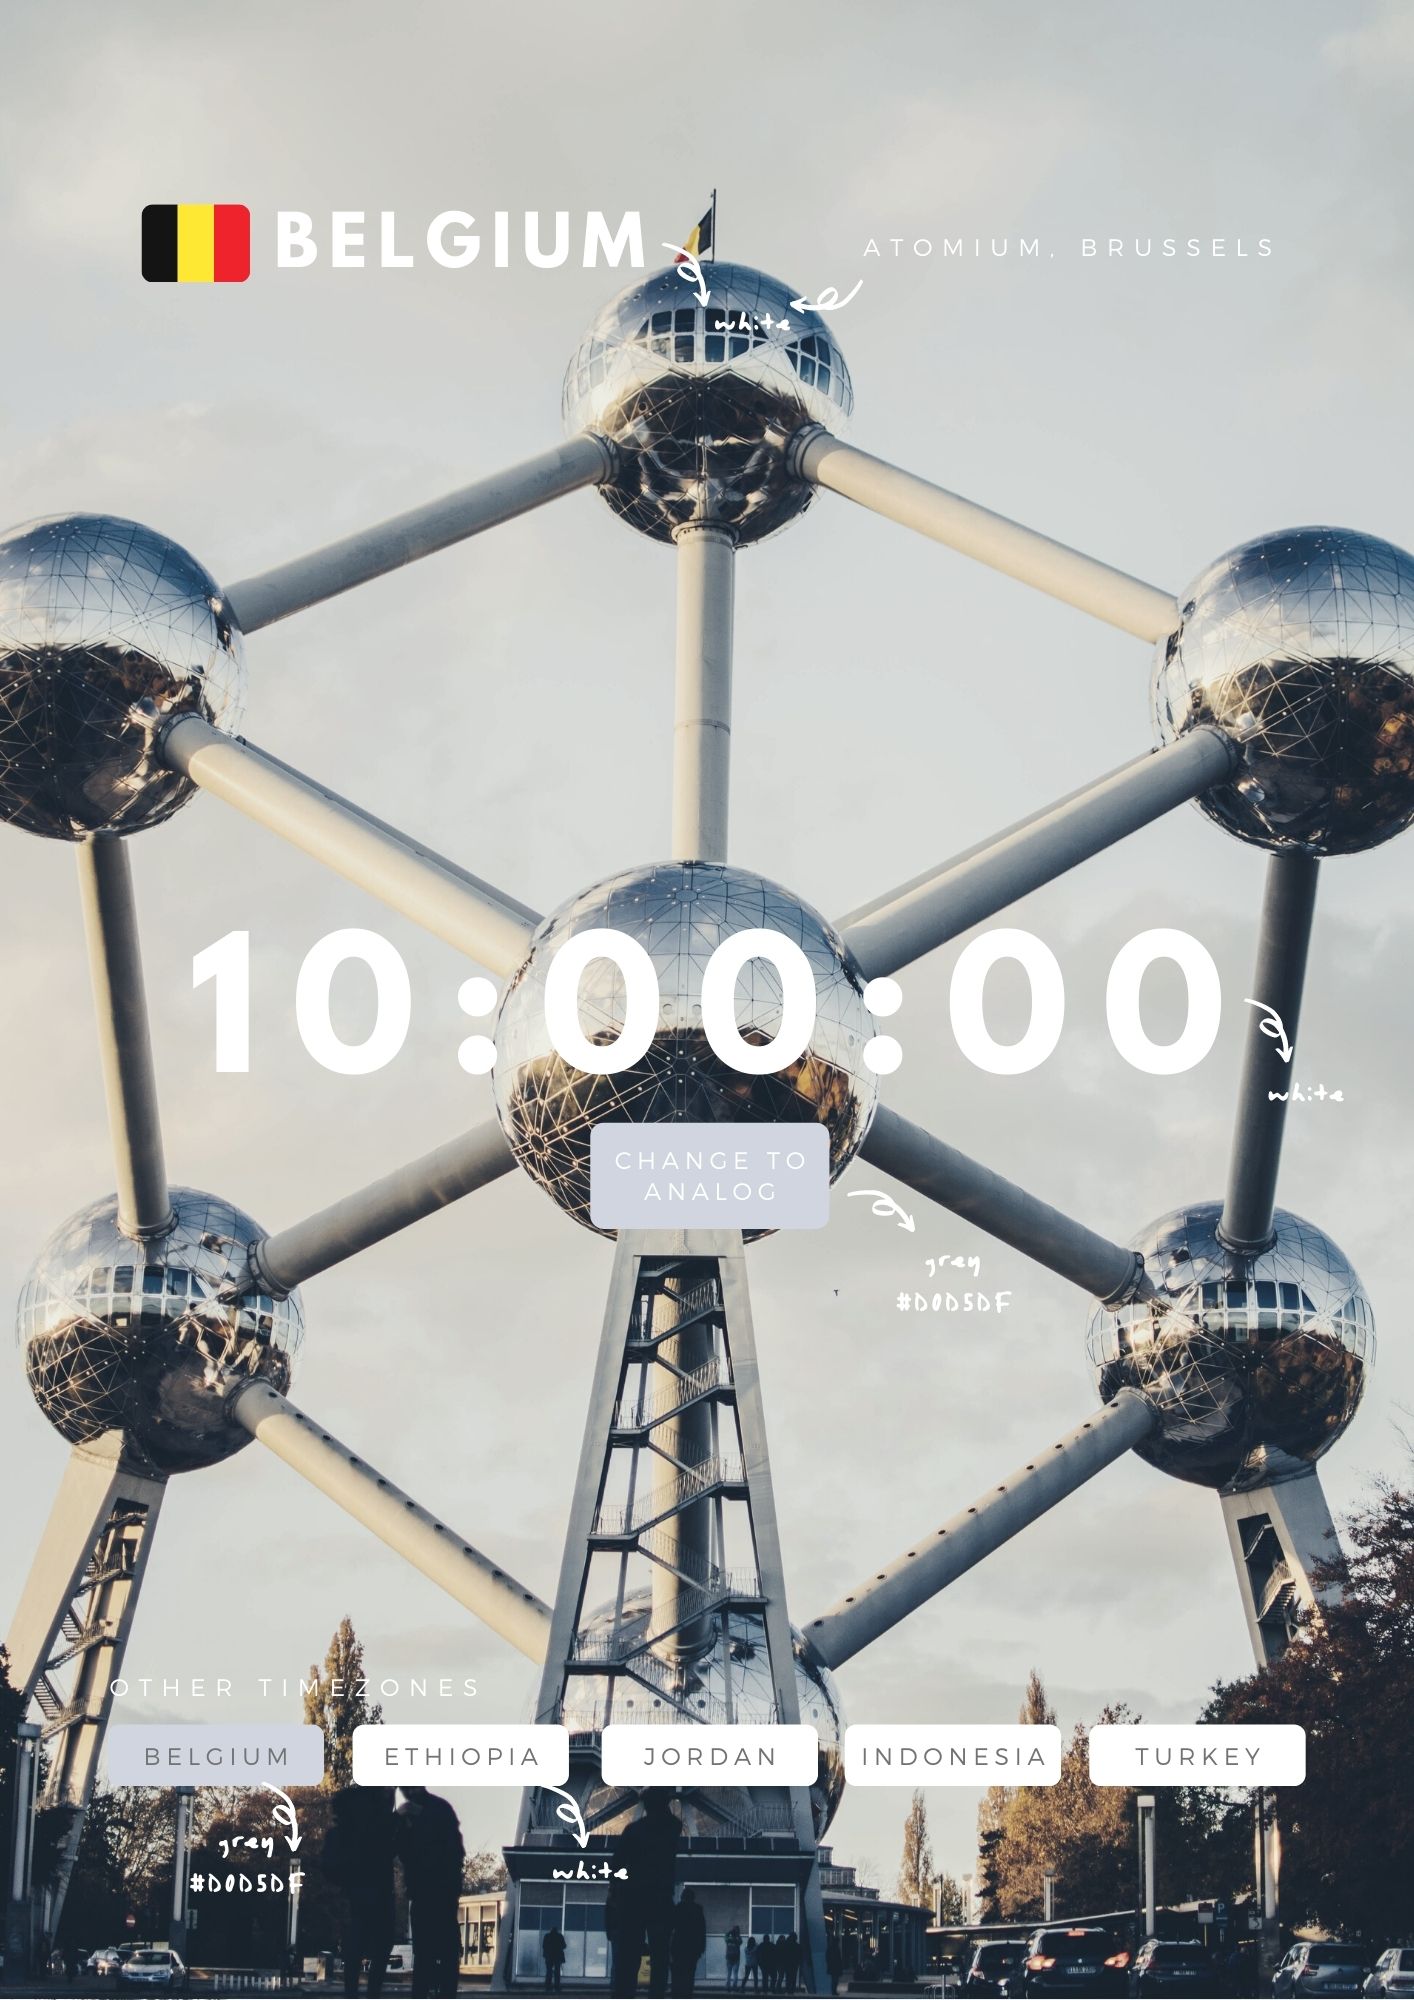 BELGIUM
ATOMIUM, BRUSSELS
white
10:00:00
white
CHANGE TO
ANALOG
grey
#D0D5DF
OTHER TIMEZONES
BELGIUM
ETHIOPIA
JORDAN
INDONESIA
TURKEY
grey
#D0D5DF
white
P